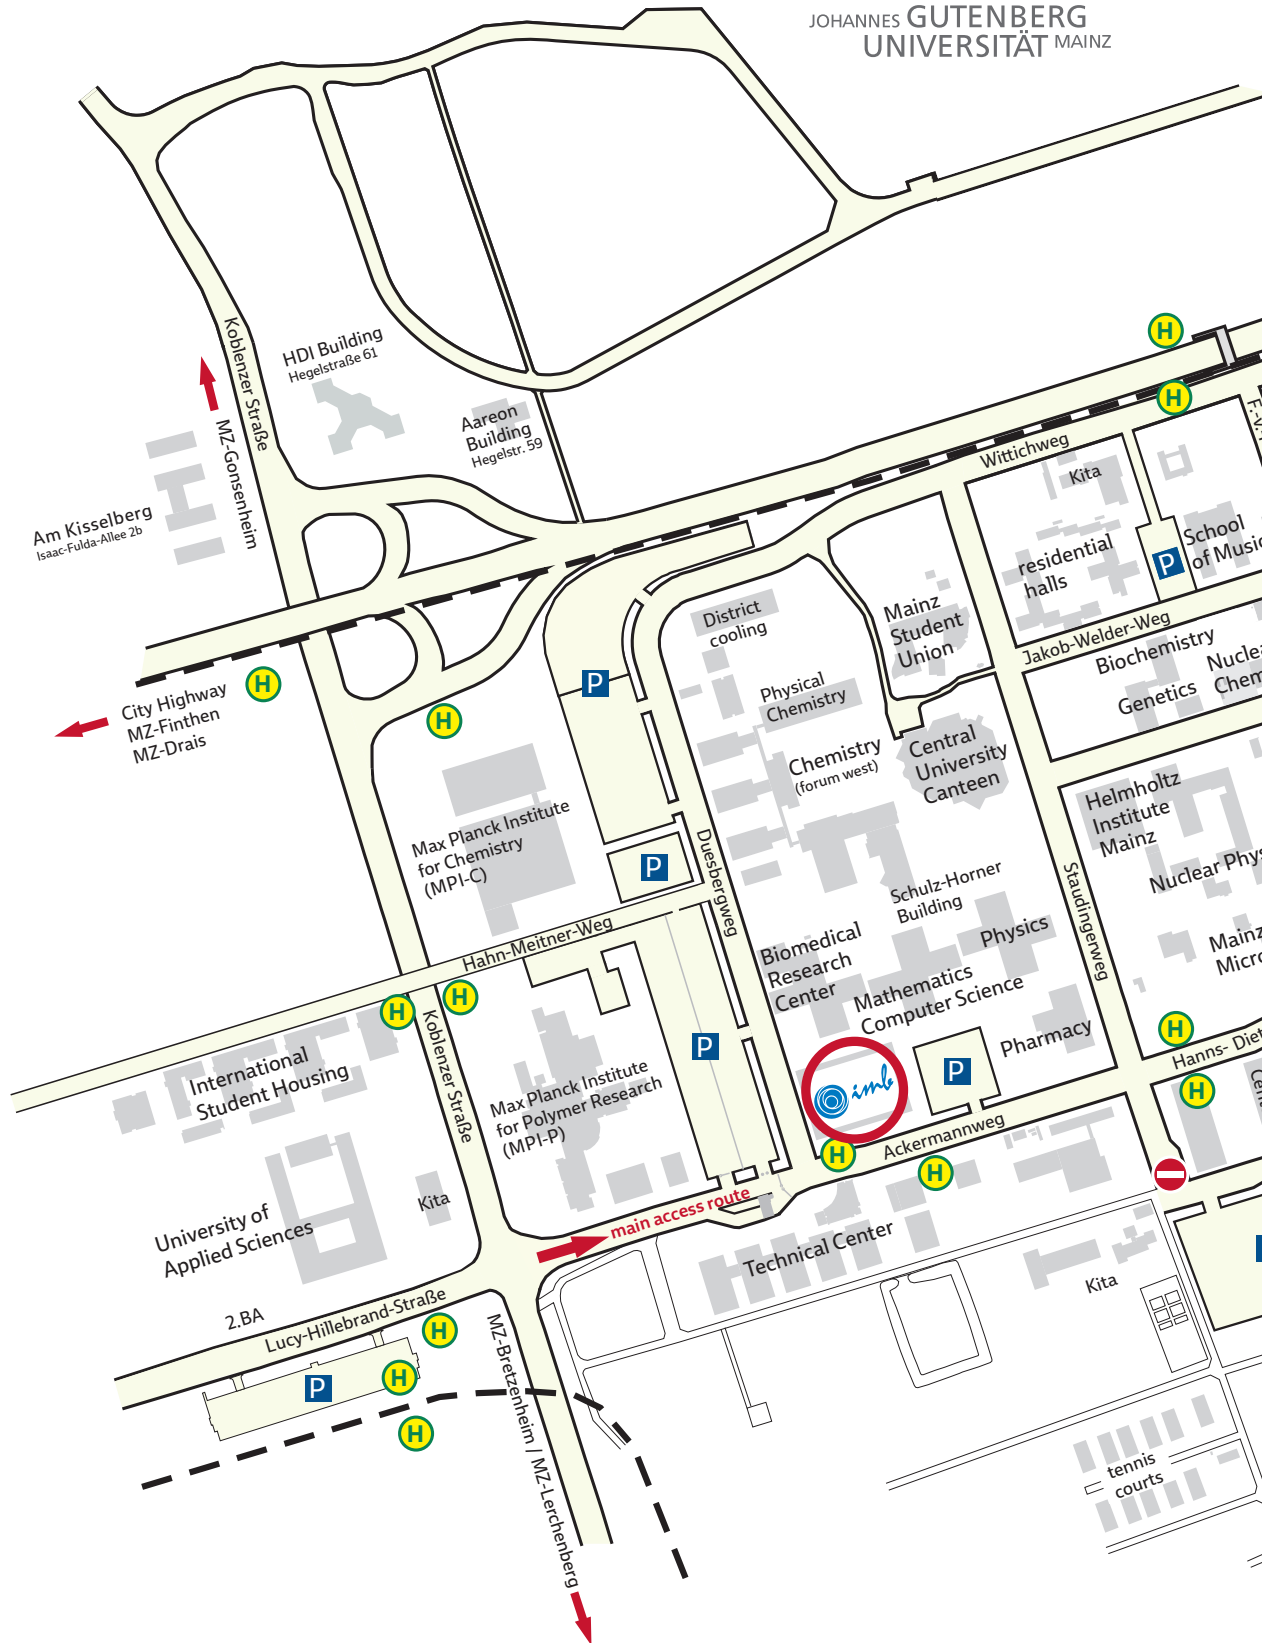 JOHANNES GUTENBERG
UNIVERSITÄT MAINZ
Koblenzer Straße
HDI Building
Hegelstraße 61
MZ-Gonsenheim
Aareon
Building
Hegelstr. 59
Am Kisselberg
Isaac-Fulda-Allee 2b
H
H
Wittichweg
Kita
School
of Music
P
residential
halls
Jakob-Welder-Weg
Mainz
Student
Union
District
cooling
Biochemistry
Genetics
H
City Highway
MZ-Finthen
MZ-Drais
H
P
Physical
Chemistry
Chemistry
(forum west)
Central
University
Canteen
Helmholtz
Institute
Mainz
Max Planck Institute
for Chemistry
(MPI-C)
P
Duesbergweg
Schulz-Horner
Building
Staudingerweg
Physics
Mainz
Hahn-Meitner-Weg
Biomedical
Research
Center
Mathematics
Computer Science
H
H
Koblenzer Straße
P
Pharmacy
P
H
H
International
Student Housing
Max Planck Institute
for Polymer Research
(MPI-P)
imb
Ackermannweg
H
H
University of
Applied Sciences
Kita
main access route
Technical Center
Kita
2.BA
Lucy-Hillebrand-Straße
H
P
H
H
MZ-Bretzenheim / MZ-Lerchenberg
tennis
courts